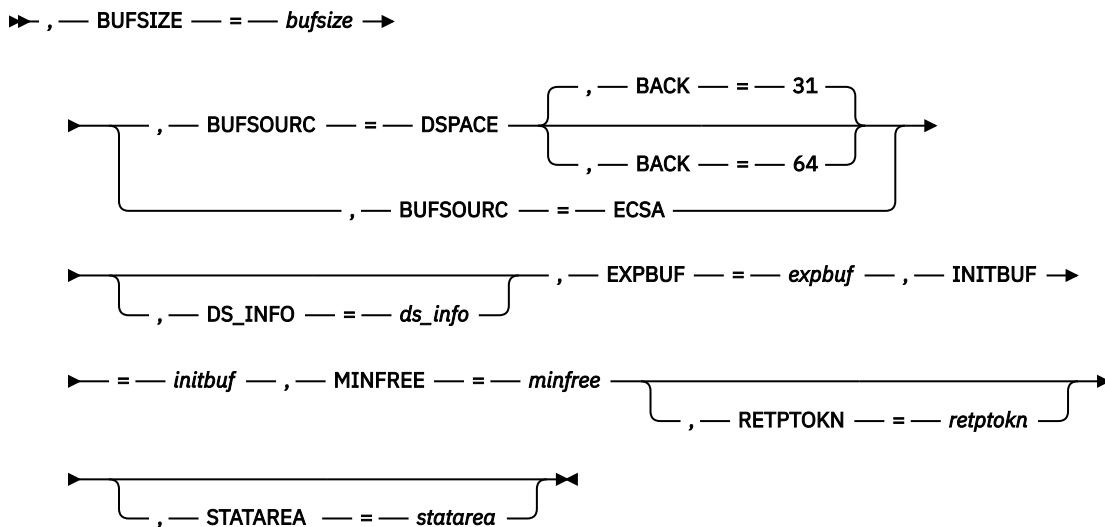 , BUFSIZE = bufsize
, BACK = 31
, BUFSOURC = DSPACE
, BACK = 64
, BUFSOURC = ECSA
, EXPBUF = expbuf , INITBUF
, DS_INFO = ds_info
= initbuf , MINFREE = minfree
, RETPTOKN = retptokn
, STATAREA = statarea